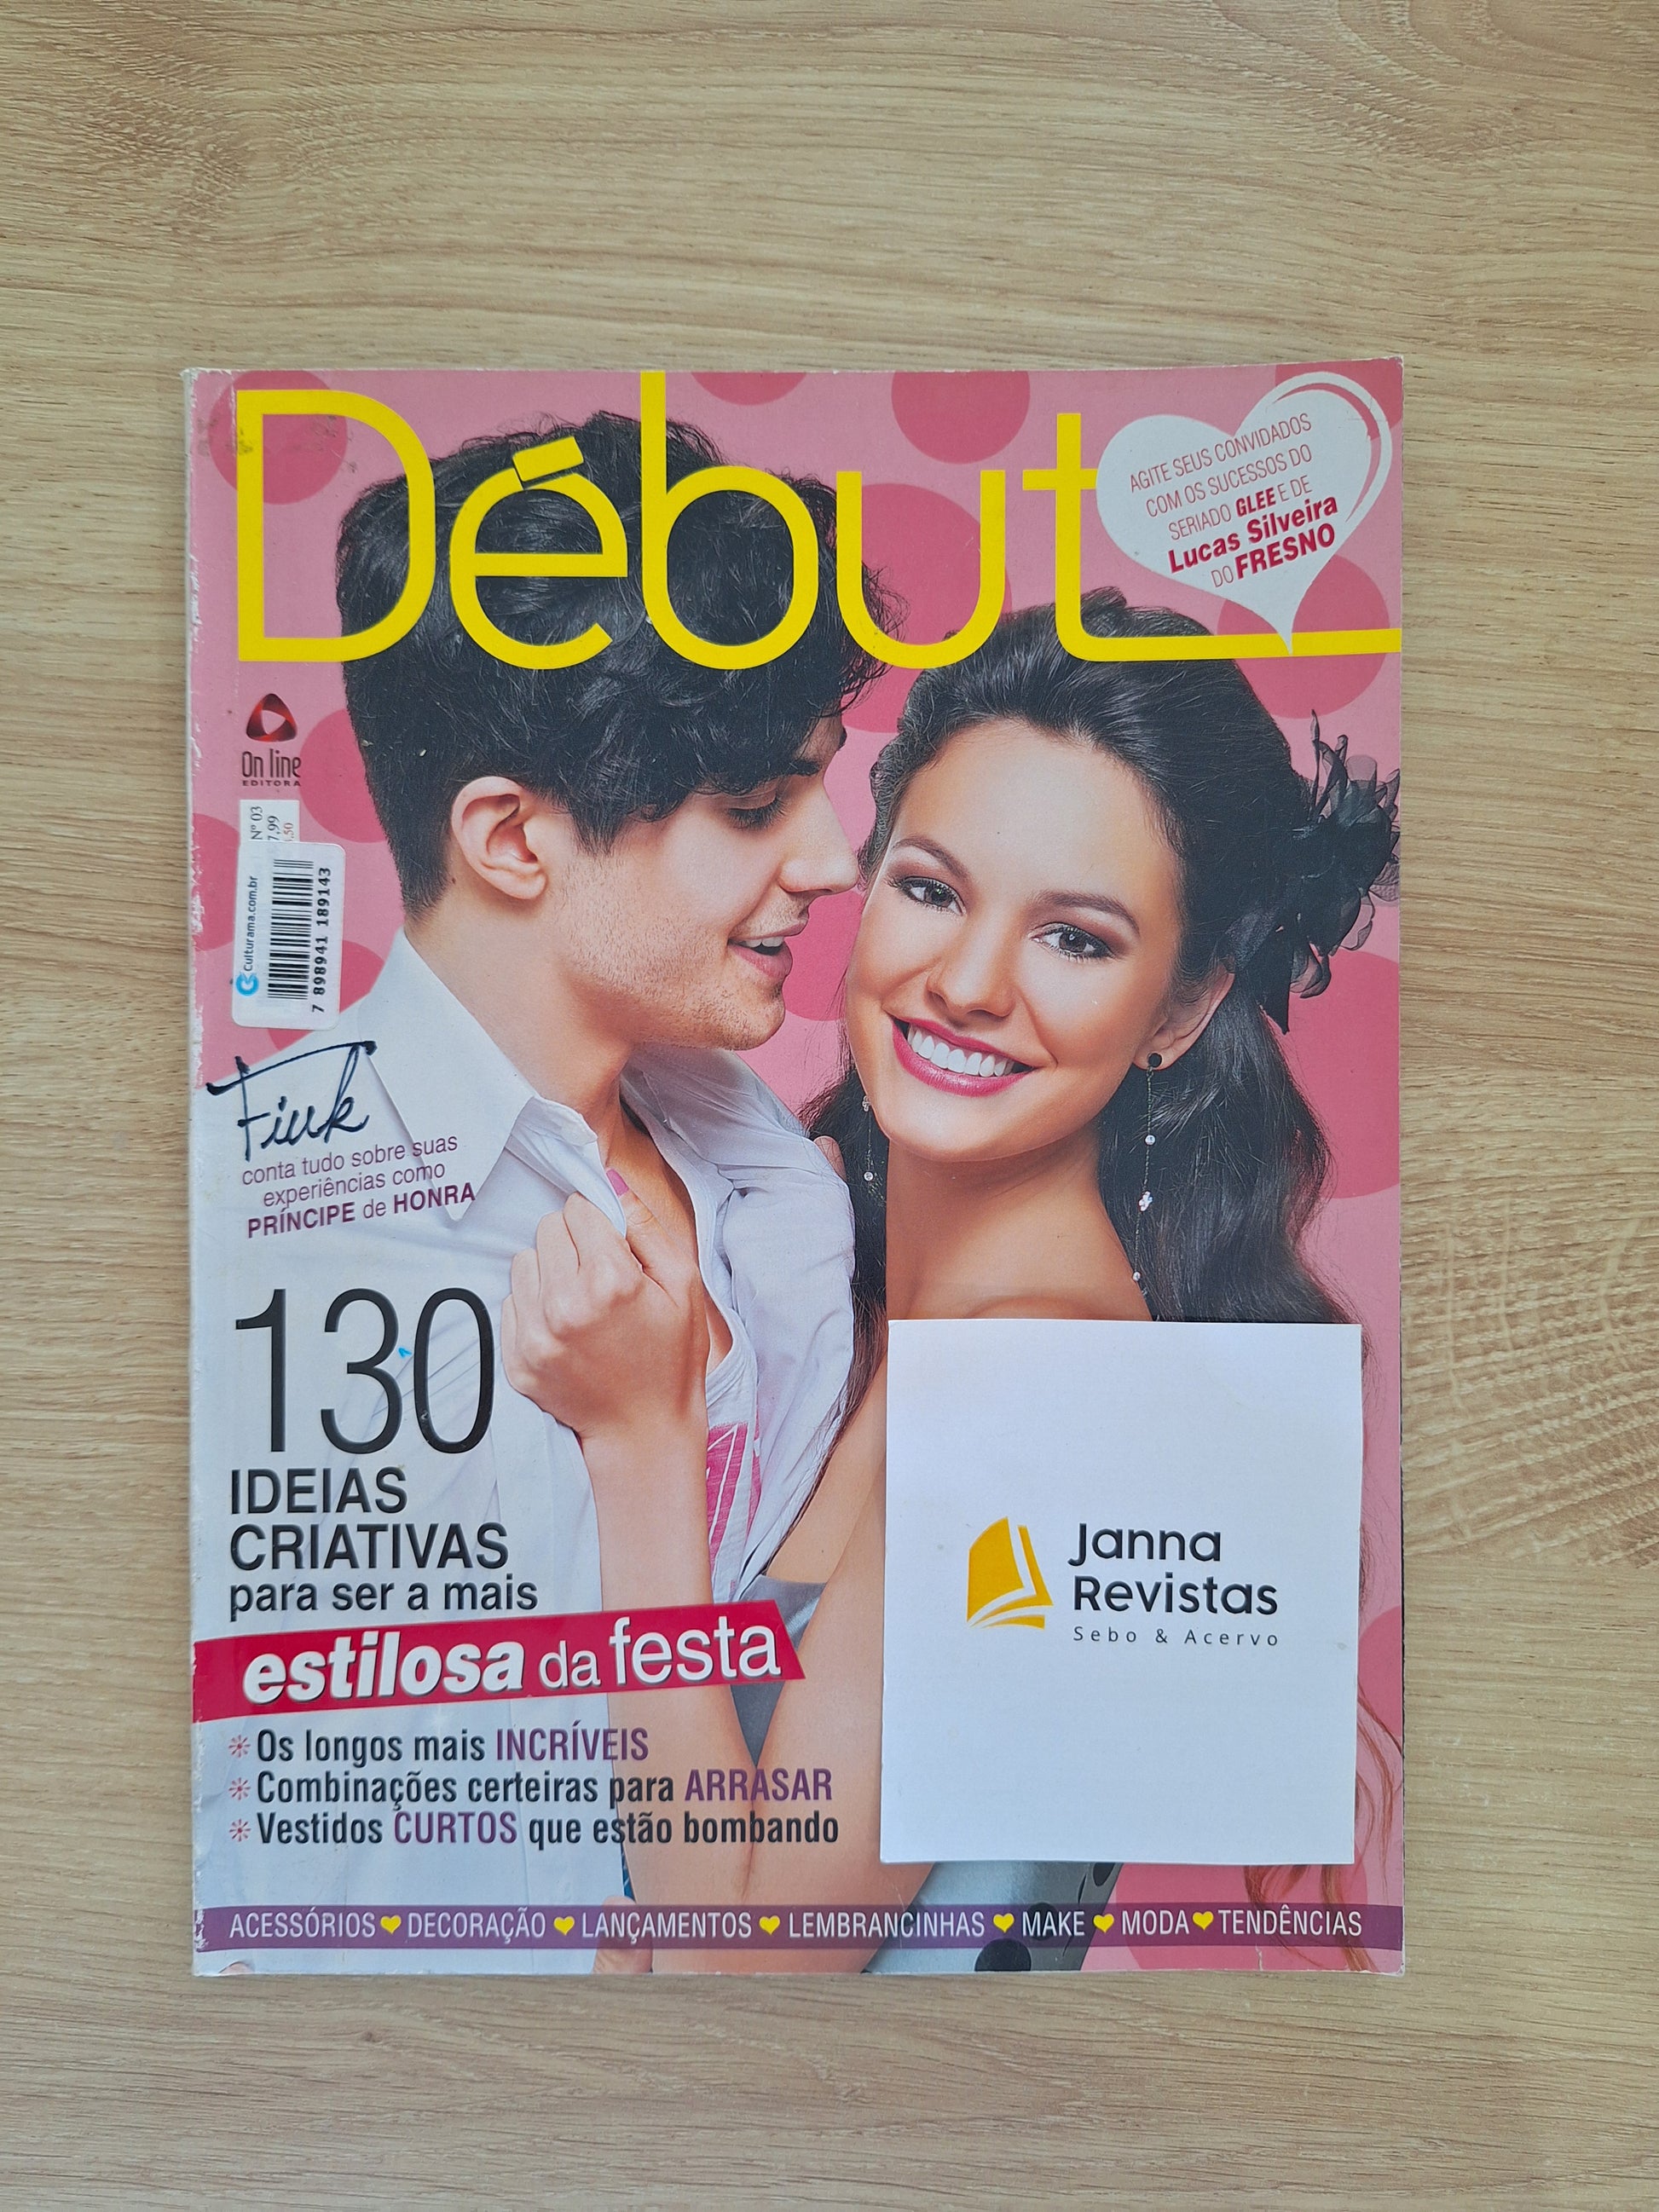 Début
AGITE SEUS CONVIDADOS
COM OS SUCESSOS DO
SERIADO GLEE E DE
Lucas Silveira
DO FRESNO
On line
EDITORA
Nº 03
7,99
,50
Culturama.com.br
7 898941 189143
Fiuk
conta tudo sobre suas
experiências como
PRÍNCIPE de HONRA
130
IDEIAS
CRIATIVAS
para ser a mais
estilosa da festa
Os longos mais INCRÍVEIS
Combinações certeiras para ARRASAR
Vestidos CURTOS que estão bombando
Janna
Revistas
Sebo & Acervo
ACESSÓRIOS DECORAÇÃO LANÇAMENTOS LEMBRANCINHAS MAKE MODA TENDÊNCIAS